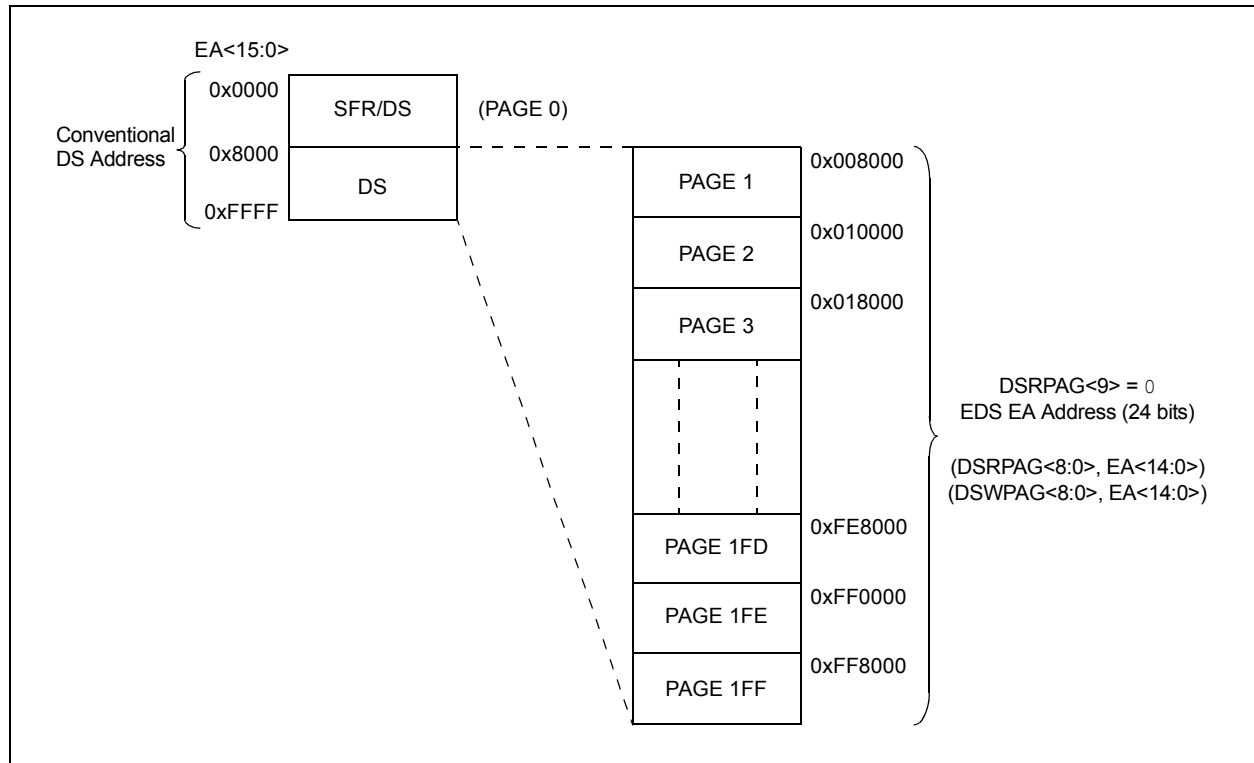 EA<15:0>
0x0000
SFR/DS
(PAGE 0)
Conventional
DS Address
0x8000
DS
0xFFFF
PAGE 1
0x008000
PAGE 2
0x010000
PAGE 3
0x018000
DSRPAG<9> = 0
EDS EA Address (24 bits)
(DSRPAG<8:0>, EA<14:0>)
(DSWPAG<8:0>, EA<14:0>)
PAGE 1FD
0xFE8000
PAGE 1FE
0xFF0000
PAGE 1FF
0xFF8000